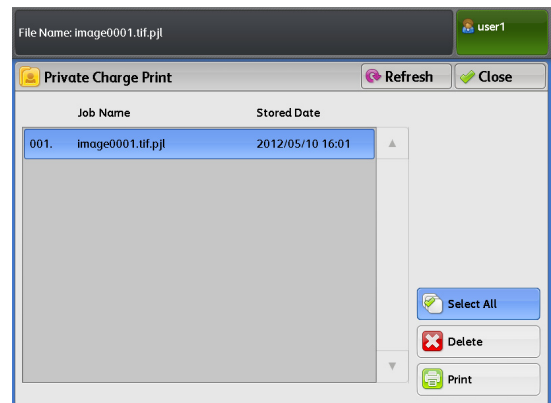 File Name: image0001.tif.pjl
user1
Private Charge Print
Refresh
Close
Job Name Stored Date
001. image0001.tif.pjl 2012/05/10 16:01
Select All
Delete
Print